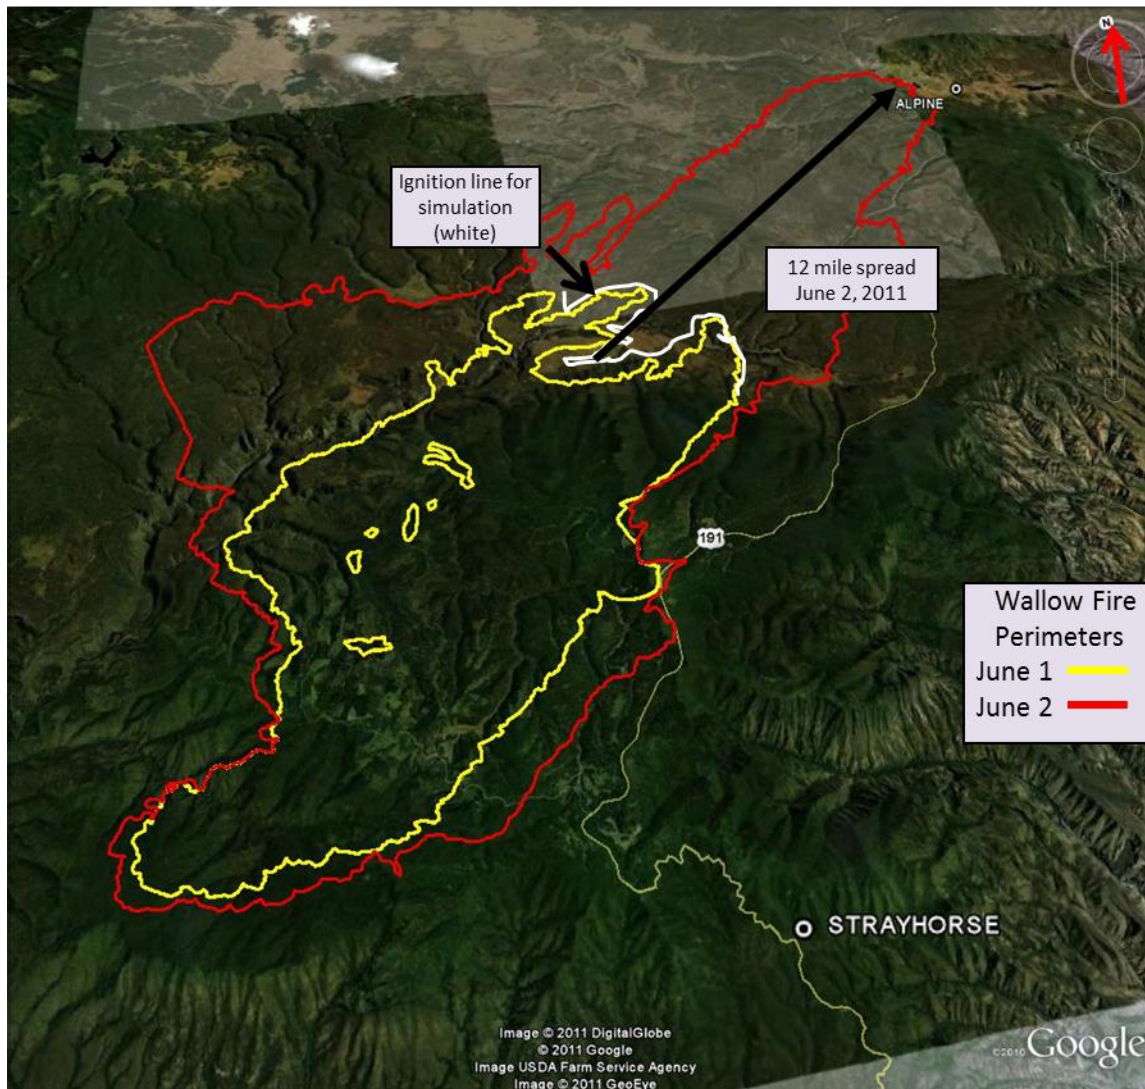 N
ALPINE
Ignition line for
simulation
(white)
12 mile spread
June 2, 2011
191
Wallow Fire
Perimeters
June 1
June 2
STRAYHORSE
Image © 2011 DigitalGlobe
© 2011 Google
Image USDA Farm Service Agency
Image © 2011 GeoEye
©2010 Google